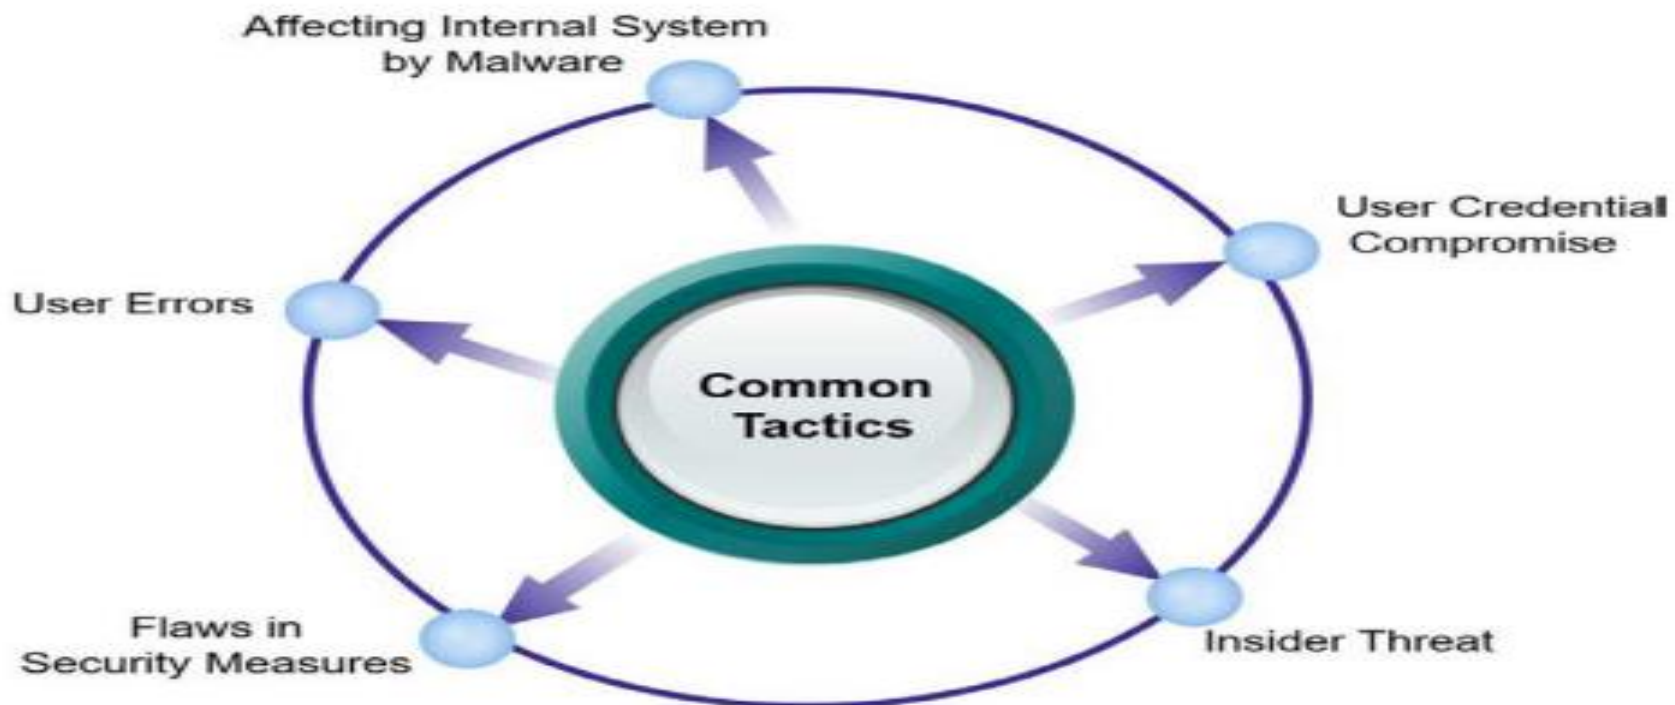 Affecting Internal System
by Malware
User Credential
Compromise
User Errors
Common
Tactics
Flaws in
Security Measures
Insider Threat